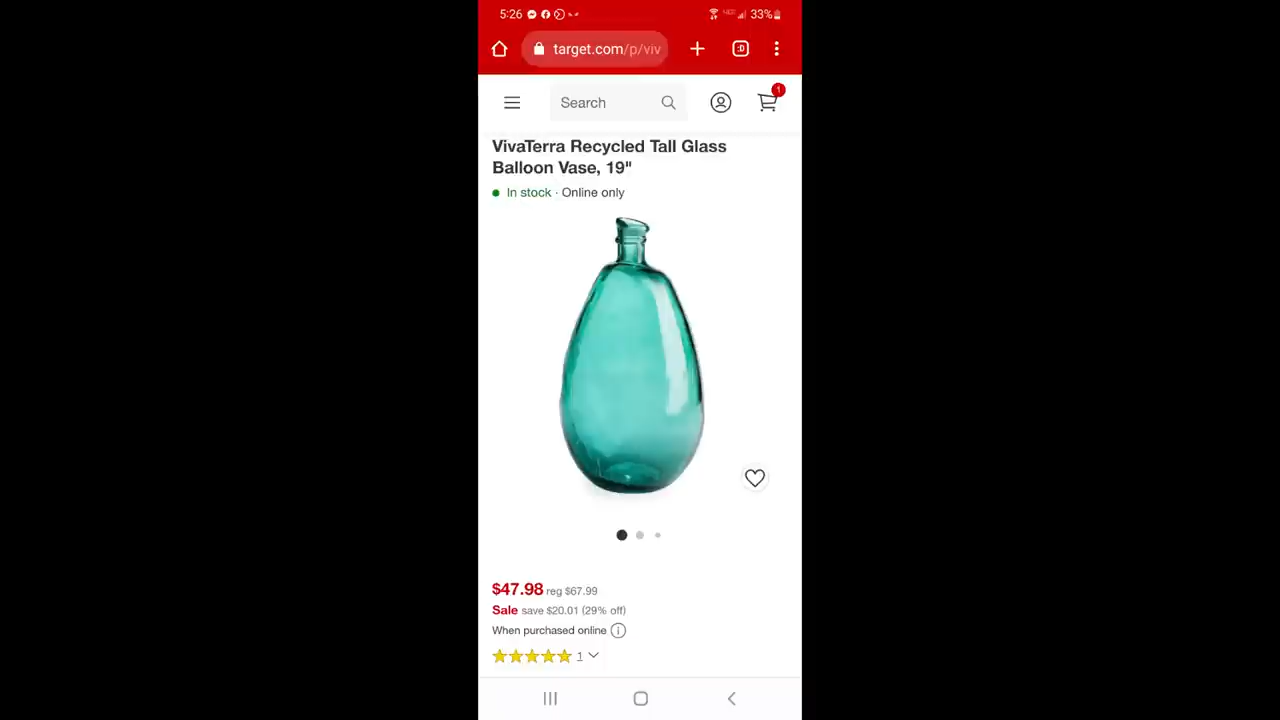 5:26
33%
target.com/p/viv
:D
Search
1
VivaTerra Recycled Tall Glass
Balloon Vase, 19"
In stock · Online only
$47.98 reg $67.99
Sale save $20.01 (29% off)
When purchased online
1